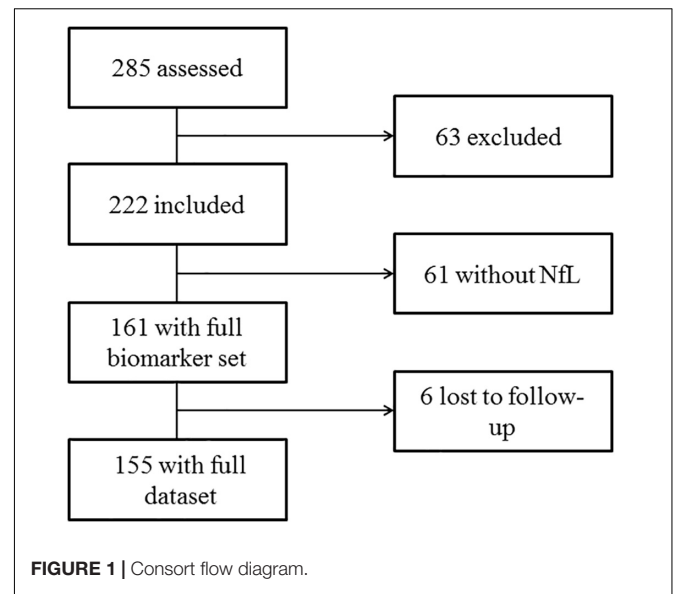 285 assessed
63 excluded
222 included
61 without NfL
161 with full
biomarker set
6 lost to follow-
up
155 with full
dataset
FIGURE 1 | Consort flow diagram.